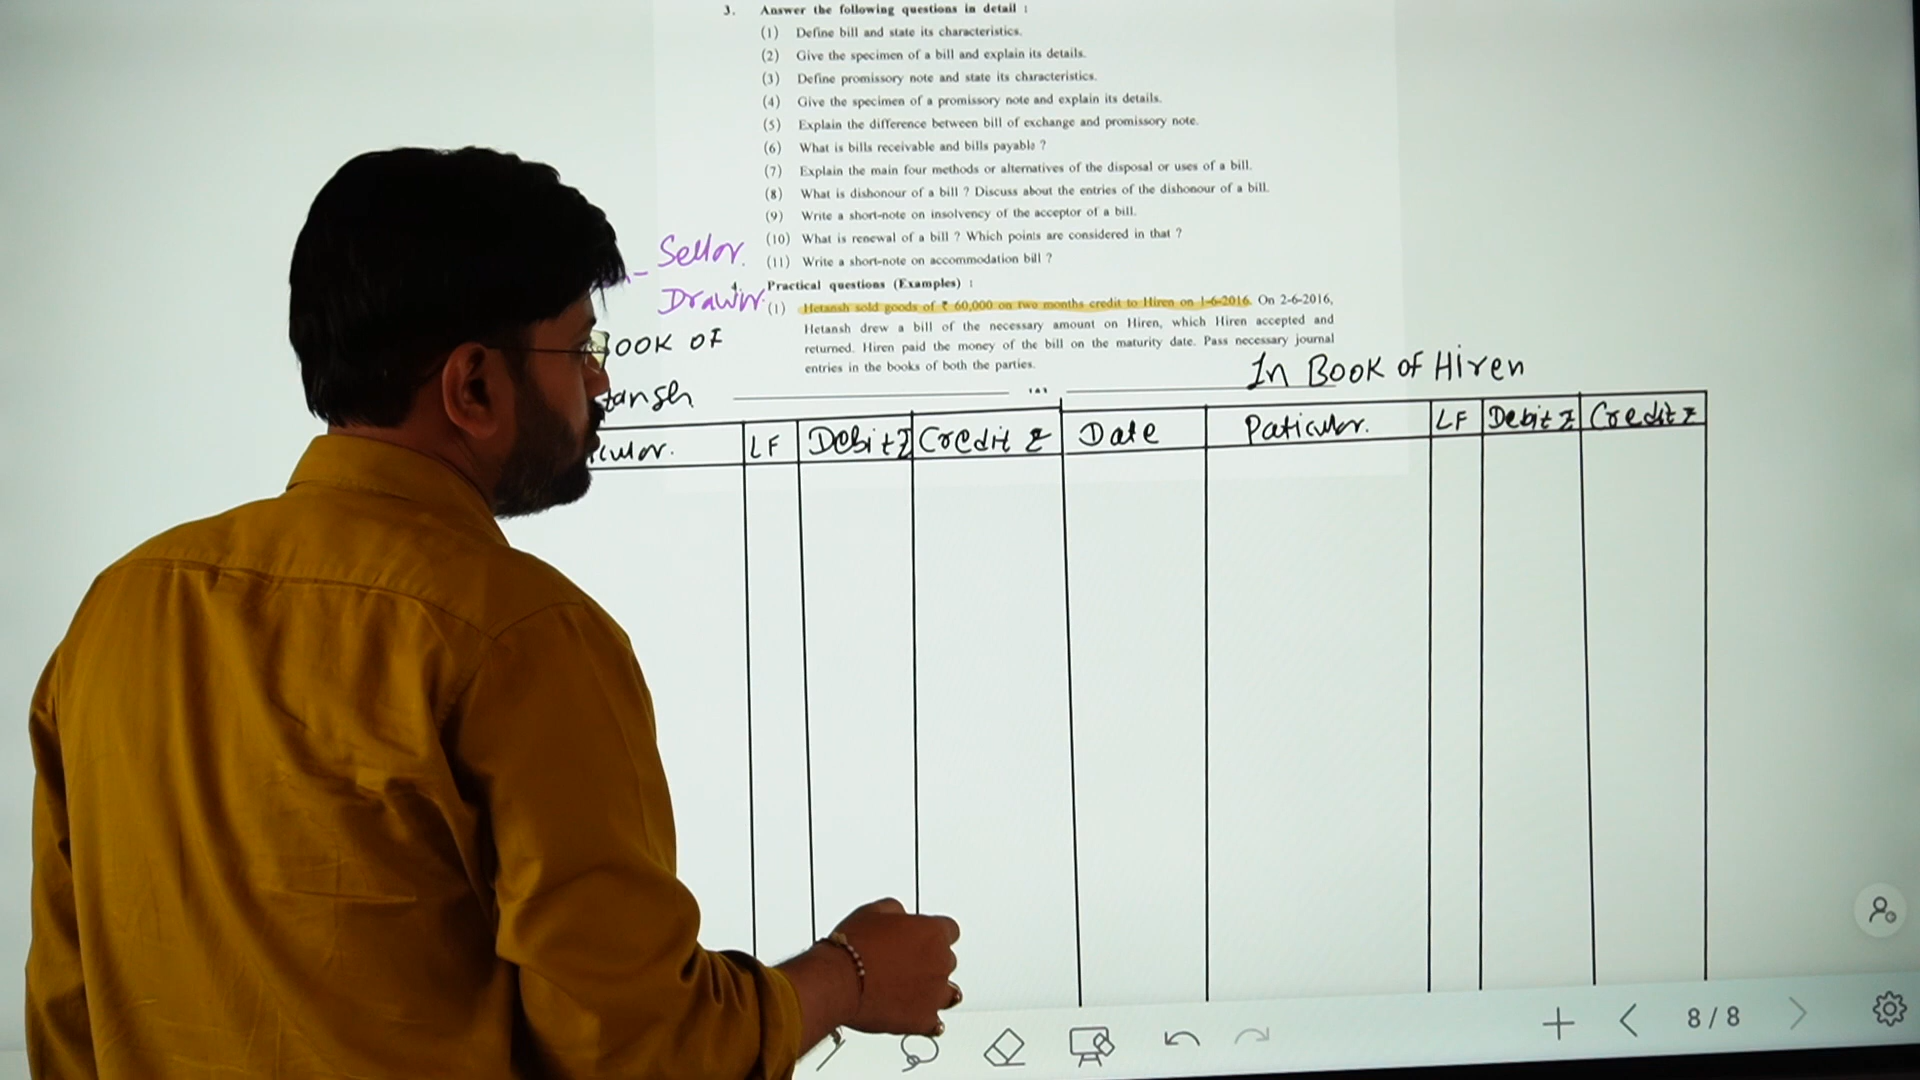 3. Answer the following questions in detail :
(1) Define bill and state its characteristics.
(2) Give the specimen of a bill and explain its details.
(3) Define promissory note and state its characteristics.
(4) Give the specimen of a promissory note and explain its details.
(5) Explain the difference between bill of exchange and promissory note.
(6) What is bills receivable and bills payable ?
(7) Explain the main four methods or alternatives of the disposal or uses of a bill.
(8) What is dishonour of a bill ? Discuss about the entries of the dishonour of a bill.
(9) Write a short-note on insolvency of the acceptor of a bill.
(10) What is renewal of a bill ? Which points are considered in that ?
(11) Write a short-note on accommodation bill ?
Sellor.
4. Practical questions (Examples) :
Drawr.
(1) Hetansh sold goods of ₹ 60,000 on two months credit to Hiren on 1-6-2016. On 2-6-2016,
Hetansh drew a bill of the necessary amount on Hiren, which Hiren accepted and
returned. Hiren paid the money of the bill on the maturity date. Pass necessary journal
entries in the books of both the parties.
BOOK OF
tansh
In BOOK of Hiren
icular. LF Debit ₹ Credit ₹ Date Paticular. LF Debit ₹ Credit ₹
8/8